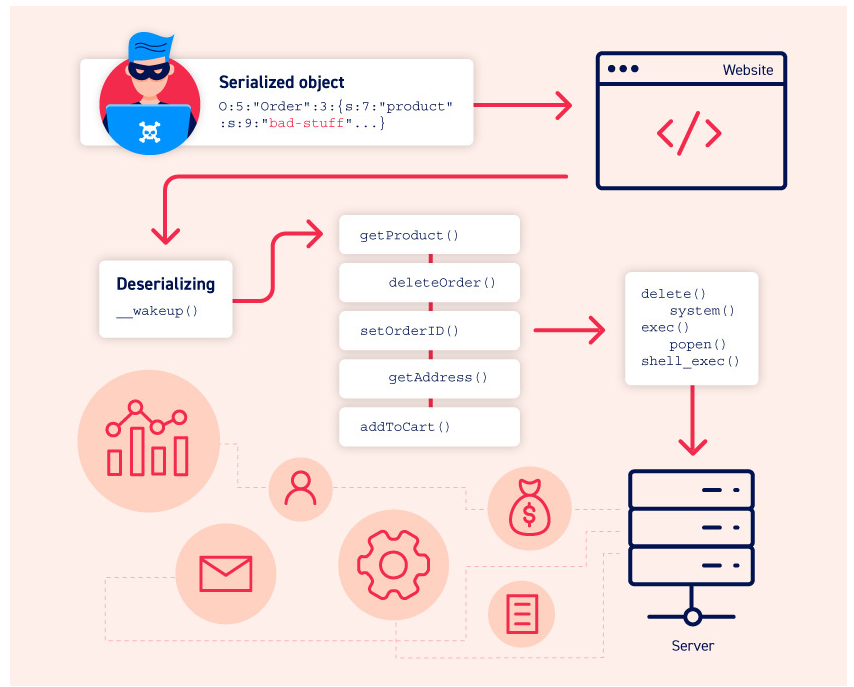 Serialized object
O:5:"Order":3:{s:7:"product"
:s:9:"bad-stuff"...}
Website
</>
Deserializing
__wakeup()
getProduct()
deleteOrder()
setOrderID()
getAddress()
addToCart()
delete()
system()
exec()
popen()
shell_exec()
$
Server